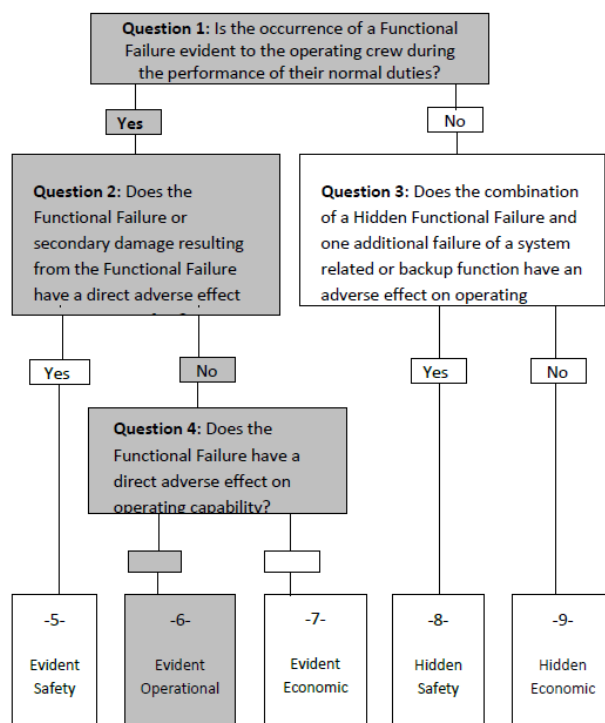 Question 1: Is the occurrence of a Functional
Failure evident to the operating crew during
the performance of their normal duties?
Yes
No
Question 2: Does the
Functional Failure or
secondary damage resulting
from the Functional Failure
have a direct adverse effect
Question 3: Does the combination
of a Hidden Functional Failure and
one additional failure of a system
related or backup function have an
adverse effect on operating
Yes
No
Yes
No
Question 4: Does the
Functional Failure have a
direct adverse effect on
operating capability?
-5-
Evident
Safety
-6-
Evident
Operational
-7-
Evident
Economic
-8-
Hidden
Safety
-9-
Hidden
Economic